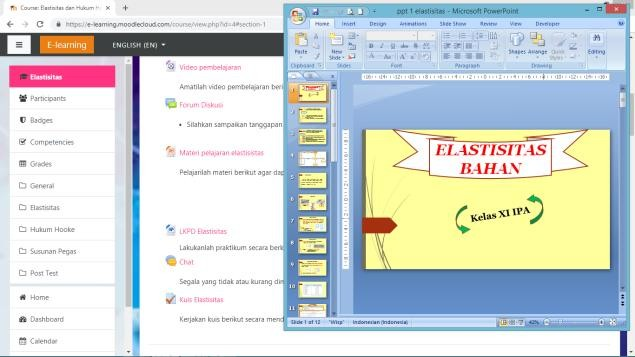 Course: Elastisitas dan Hukum H
https://e-learning.moodlecloud.com/course/view.php?id=4#section-1
E-learning
ENGLISH (EN)
Elastisitas
Participants
Badges
Competencies
Grades
General
Elastisitas
Hukum Hooke
Susunan Pegas
Post Test
Home
Dashboard
Calendar
Video pembelajaran
Amatilah video pembelajaran beri
Forum Diskusi
Silahkan sampaikan tanggapan
Materi pelajaran elastisistas
Pelajarilah materi berikut agar dap
LKPD Elastisitas
Lakukanlah praktikum secara berk
Chat
Segala yang tidak atau kurang din
Kuis Elastisitas
Kerjakan kuis berikut secara mend
ppt 1 elastisitas - Microsoft PowerPoint
Home Insert Design Animations Slide Show Review View Developer
Paste
New Slide
Shapes Arrange Quick Styles
Editing
Clipboard Slides Font Paragraph Drawing
ELASTISITAS
BAHAN
Kelas XI IPA
Slide 1 of 12 "Wisp" Indonesian (Indonesia) 42%